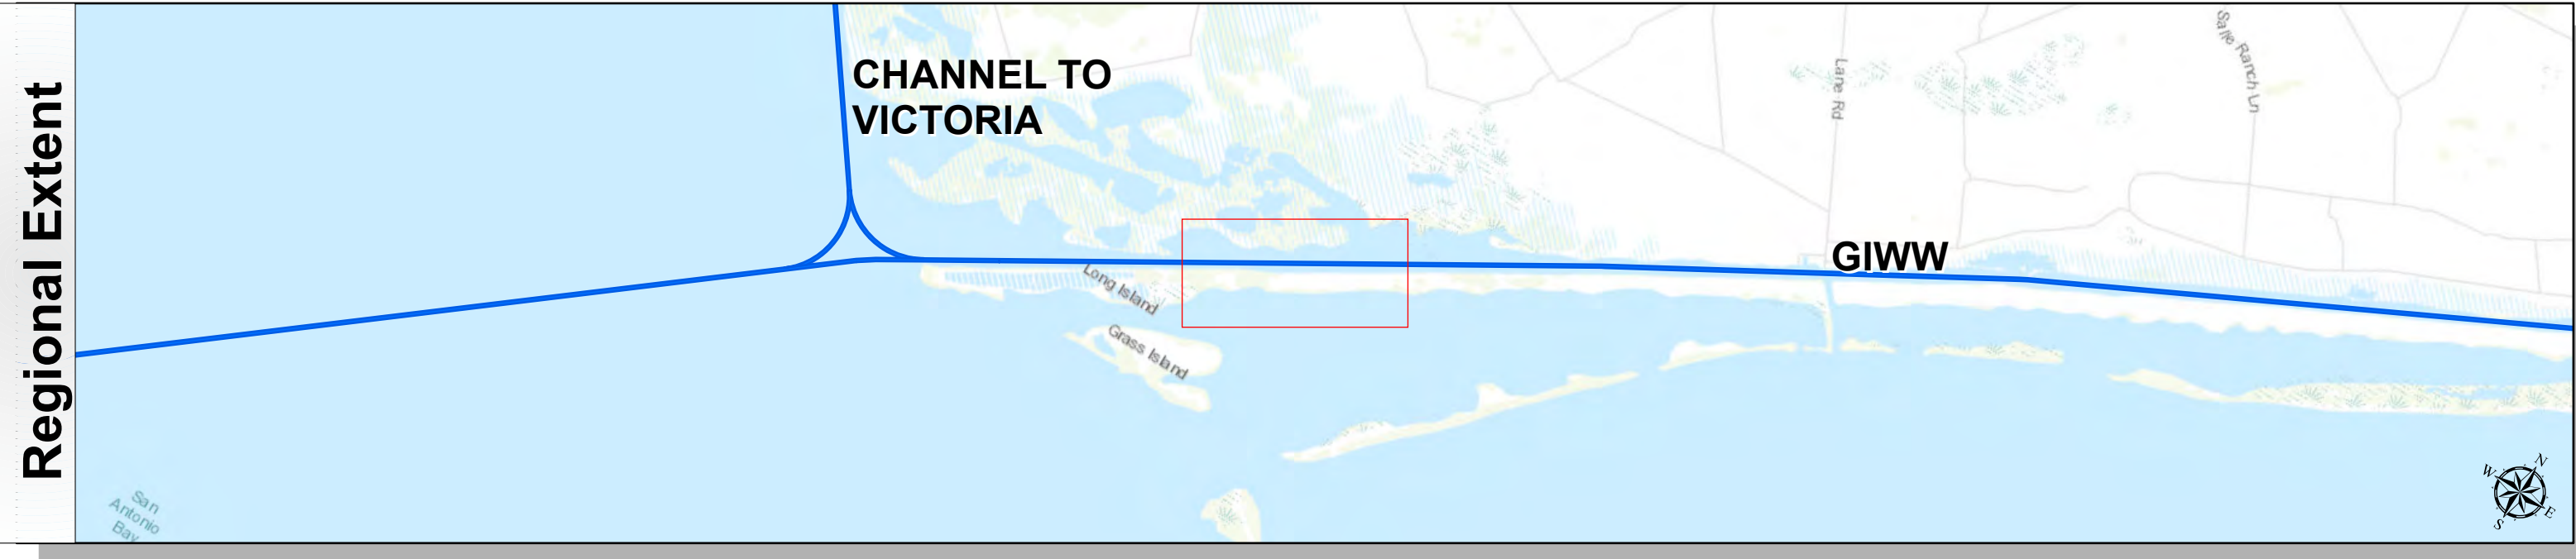 Regional Extent
CHANNEL TO
VICTORIA
Lane Rd
Salle Ranch Ln
GIWW
Long Island
Grass Island
San
Antonio
Bay
N
W
E
S